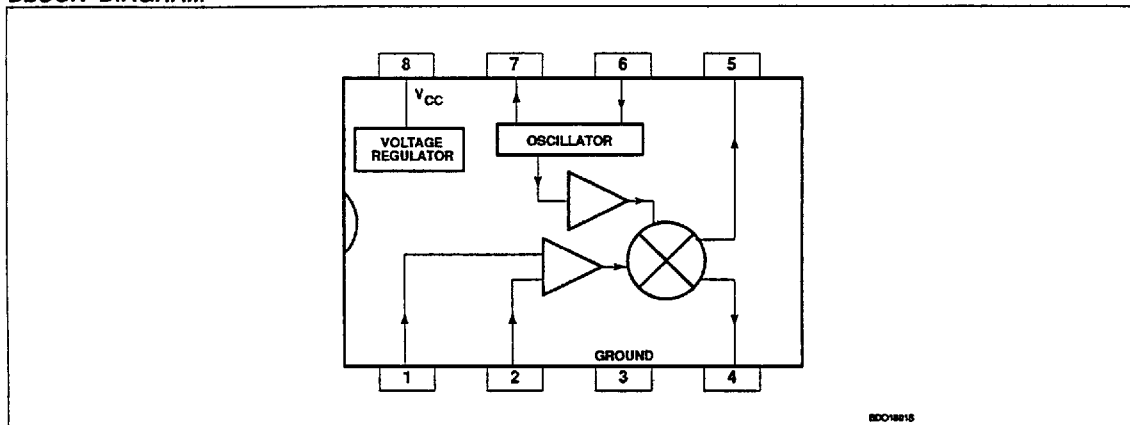 8 7 6 5
VCC
VOLTAGE
REGULATOR
OSCILLATOR
GROUND
1 2 3 4